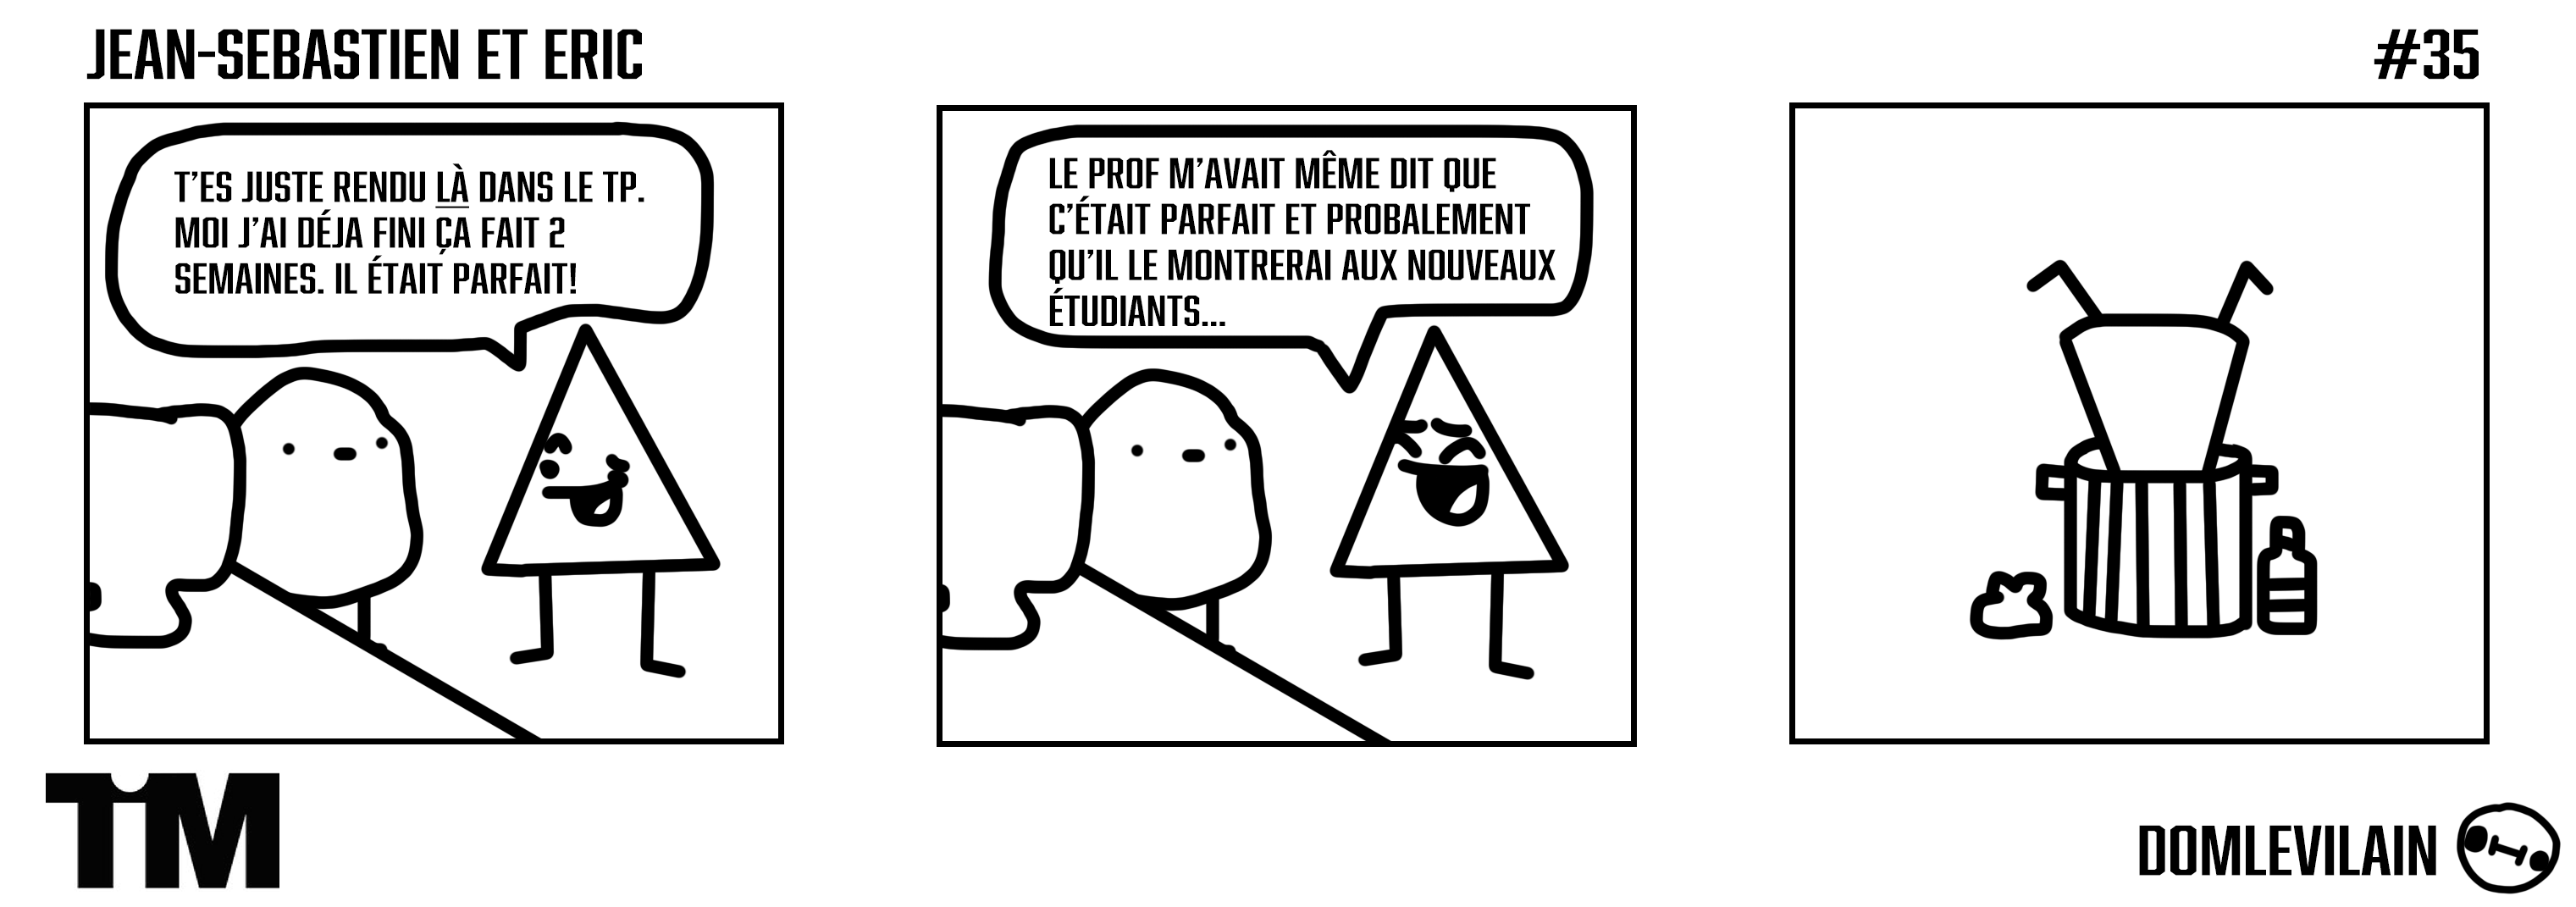 JEAN-SEBASTIEN ET ERIC
#35
T'ES JUSTE RENDU LÀ DANS LE TP.
MOI J'AI DÉJA FINI ÇA FAIT 2
SEMAINES. IL ÉTAIT PARFAIT!
LE PROF M'AVAIT MÊME DIT QUE
C'ÉTAIT PARFAIT ET PROBALEMENT
QU'IL LE MONTRERAI AUX NOUVEAUX
ÉTUDIANTS...
TIM
DOMLEVILAIN